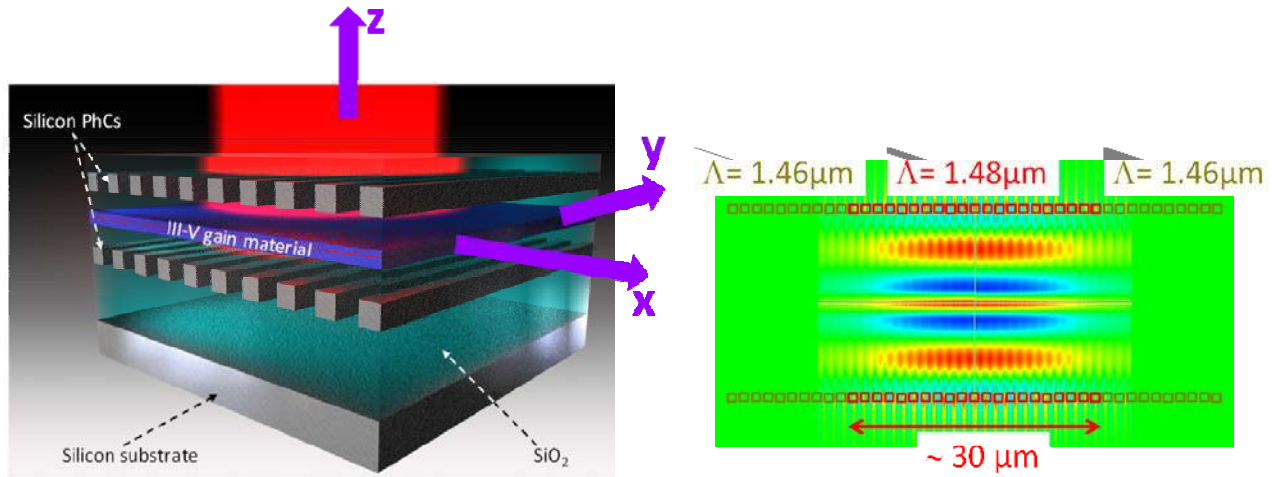 z
Silicon PhCs
y
III-V gain material
x
Silicon substrate
SiO₂
Λ= 1.46µm
Λ= 1.48µm
Λ= 1.46µm
~ 30 µm